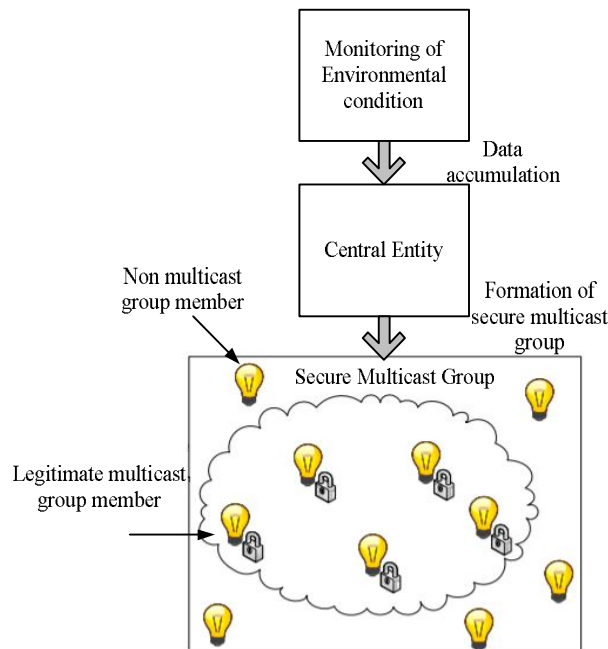 Monitoring of
Environmental
condition
Data
accumulation
Central Entity
Non multicast
group member
Formation of
secure multicast
group
Secure Multicast Group
Legitimate multicast
group member